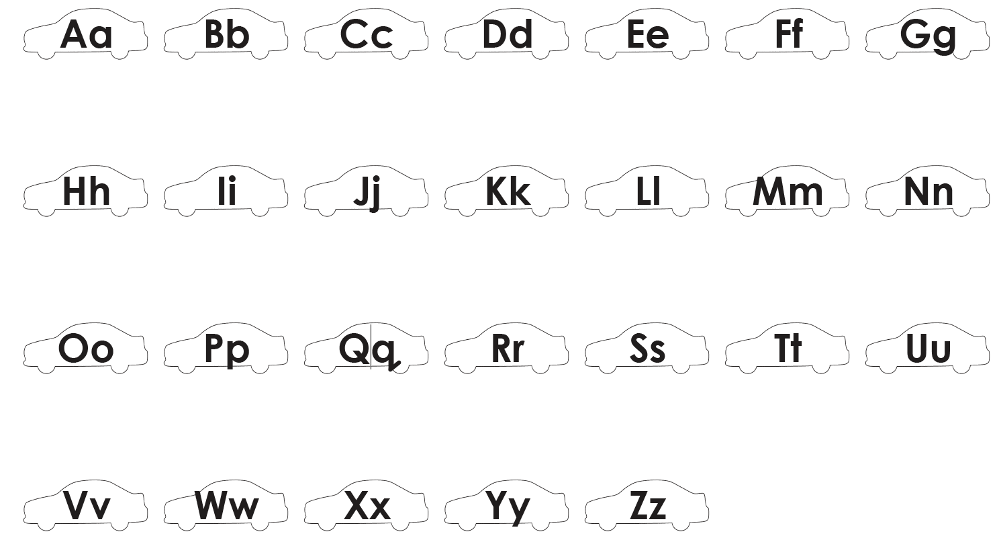 Aa Bb Cc Dd Ee Ff Gg
Hh Ii Jj Kk Ll Mm Nn
Oo Pp Qq Rr Ss Tt Uu
Vv Ww Xx Yy Zz